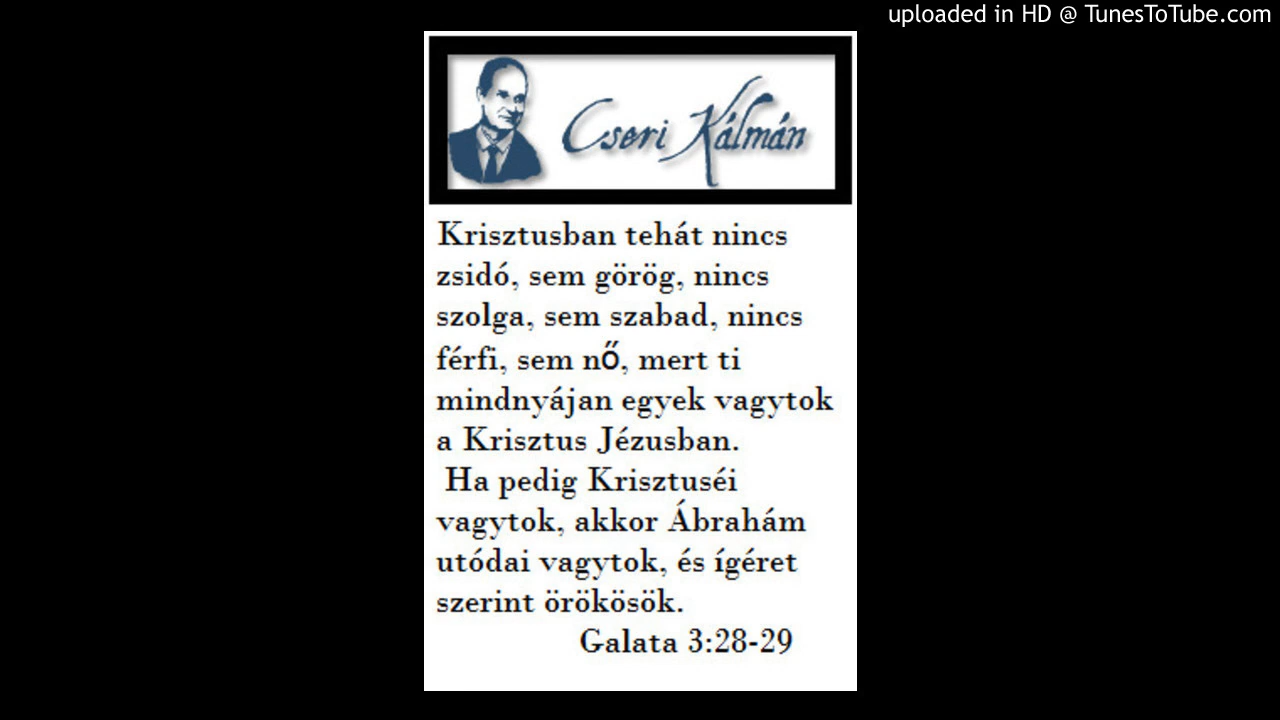 uploaded in HD @ TunesToTube.com
Cseri Kálmán
Krisztusban tehát nincs
zsidó, sem görög, nincs
szolga, sem szabad, nincs
férfi, sem nő, mert ti
mindnyájan egyek vagytok
a Krisztus Jézusban.
Ha pedig Krisztuséi
vagytok, akkor Ábrahám
utódai vagytok, és ígéret
szerint örökösök.
Galata 3:28-29